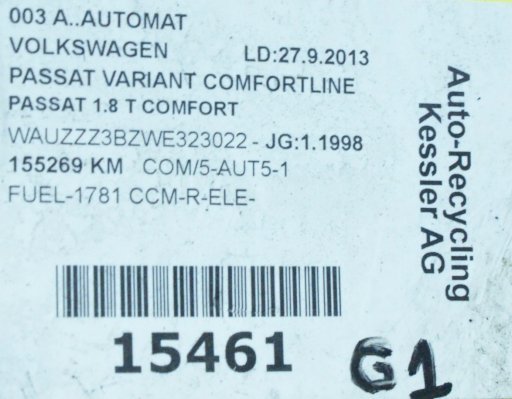 003 A..AUTOMAT
VOLKSWAGEN LD:27.9.2013
PASSAT VARIANT COMFORTLINE
PASSAT 1.8 T COMFORT
WAUZZZ3BZWE323022 - JG:1.1998
155269 KM COM/5-AUT5-1
FUEL-1781 CCM-R-ELE-
15461
G1
Auto-Recycling
Kessler AG